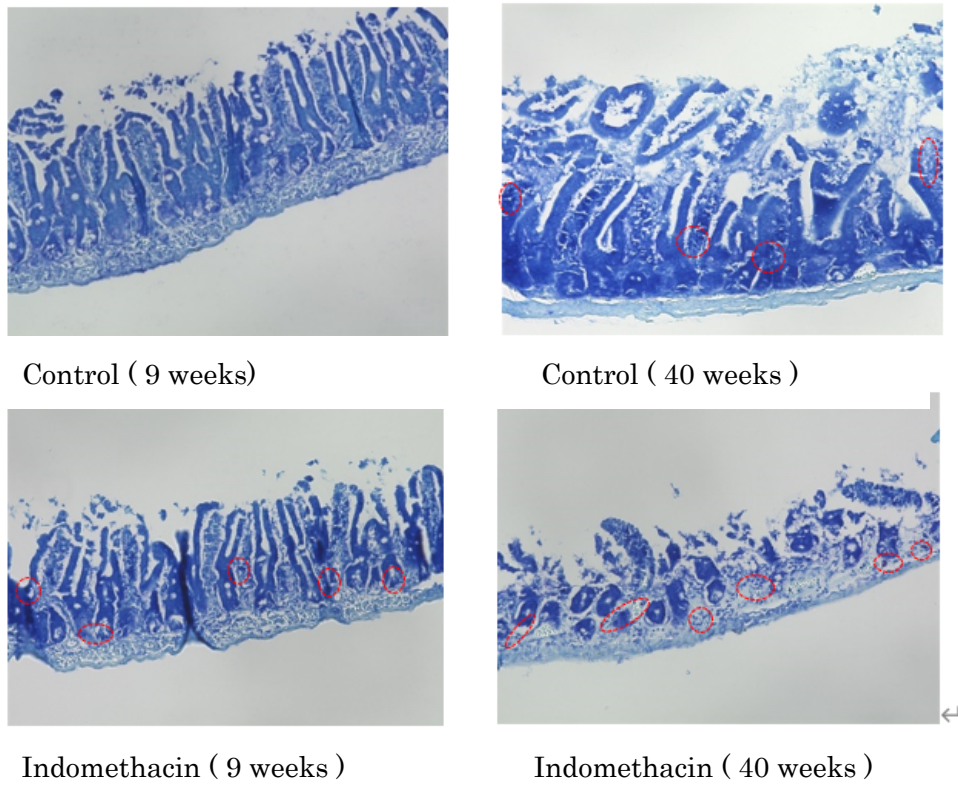 Control ( 9 weeks)
Control ( 40 weeks )
Indomethacin ( 9 weeks )
Indomethacin ( 40 weeks )